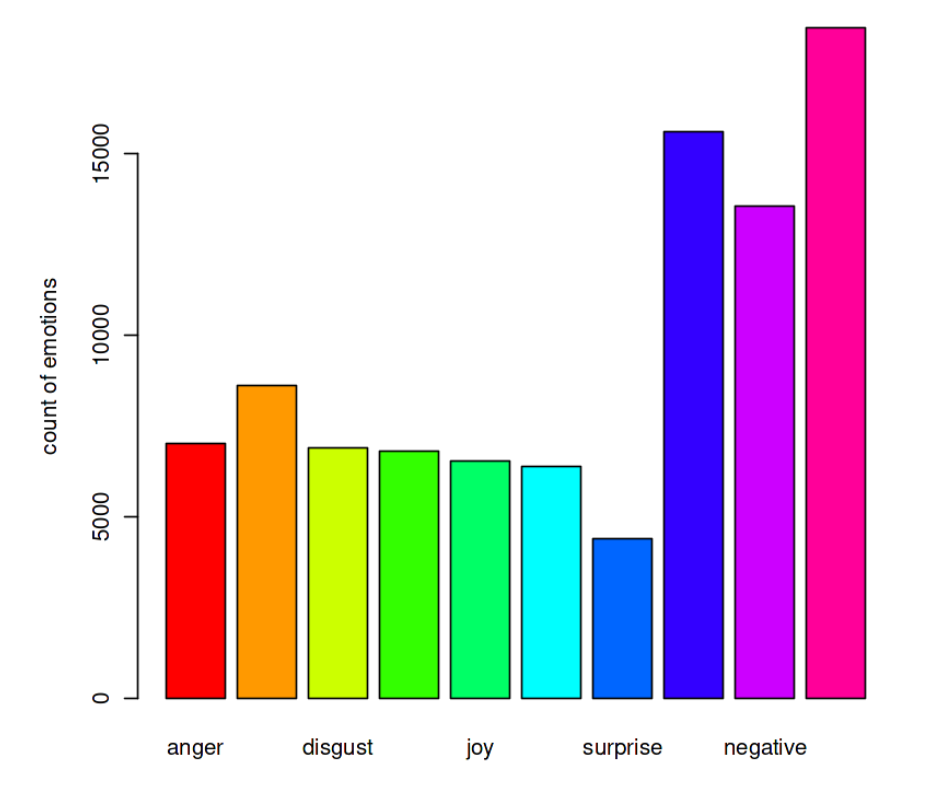 count of emotions
15000
10000
5000
0
anger disgust joy surprise negative